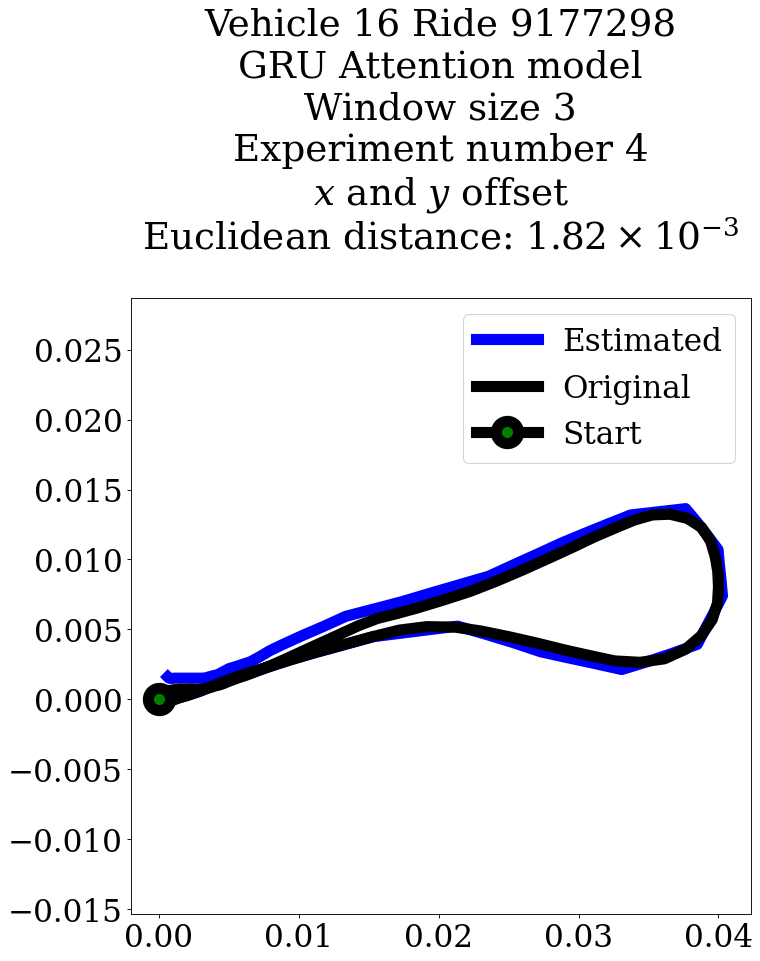 Vehicle 16 Ride 9177298
GRU Attention model
Window size 3
Experiment number 4
x and y offset
Euclidean distance: 1.82 × 10⁻³
Estimated
Original
Start
0.025
0.020
0.015
0.010
0.005
0.000
−0.005
−0.010
−0.015
0.00 0.01 0.02 0.03 0.04